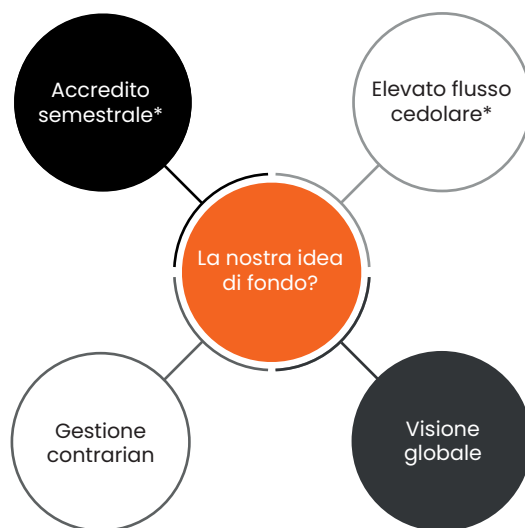 Accredito
semestrale*
Elevato flusso
cedolare*
La nostra idea
di fondo?
Gestione
contrarian
Visione
globale